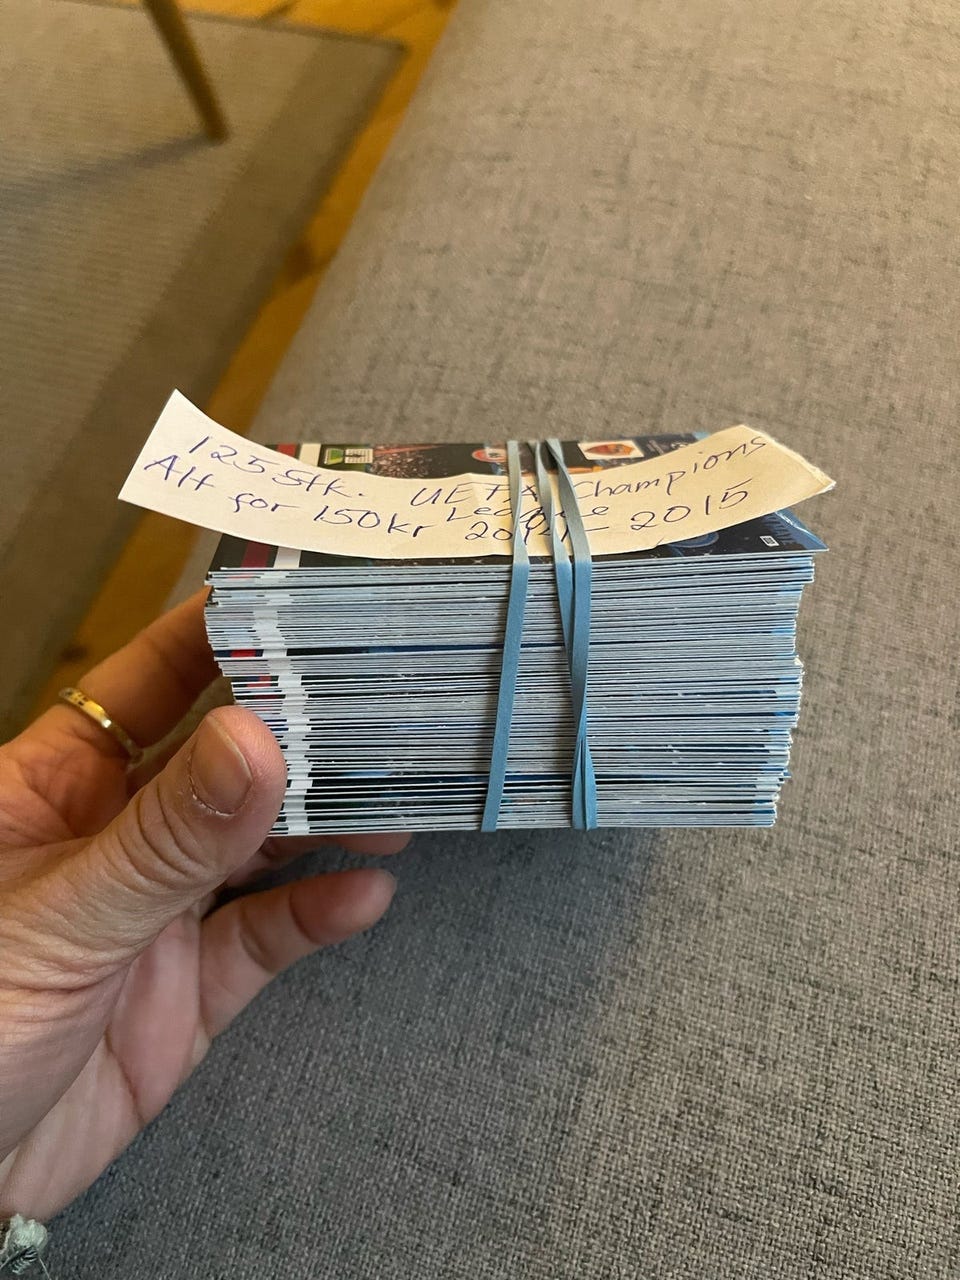 125 Stk. UEFA Champions
League
Alt for 150kr 2014 - 2015